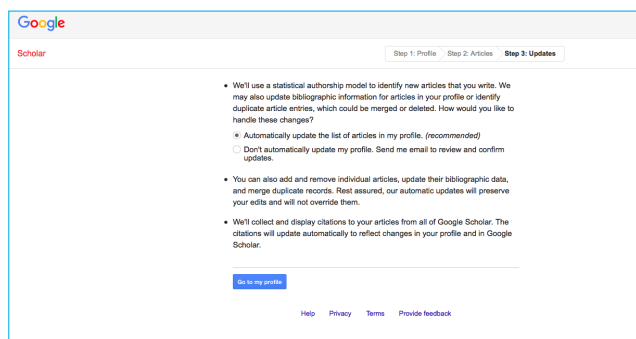 Google
Scholar
Step 1: Profile Step 2: Articles Step 3: Updates
We'll use a statistical authorship model to identify new articles that you write. We
may also update bibliographic information for articles in your profile or identify
duplicate article entries, which could be merged or deleted. How would you like to
handle these changes?
Automatically update the list of articles in my profile. (recommended)
Don't automatically update my profile. Send me email to review and confirm
updates.
You can also add and remove individual articles, update their bibliographic data,
and merge duplicate records. Rest assured, our automatic updates will preserve
your edits and will not override them.
We'll collect and display citations to your articles from all of Google Scholar. The
citations will update automatically to reflect changes in your profile and in Google
Scholar.
Go to my profile
Help Privacy Terms Provide feedback